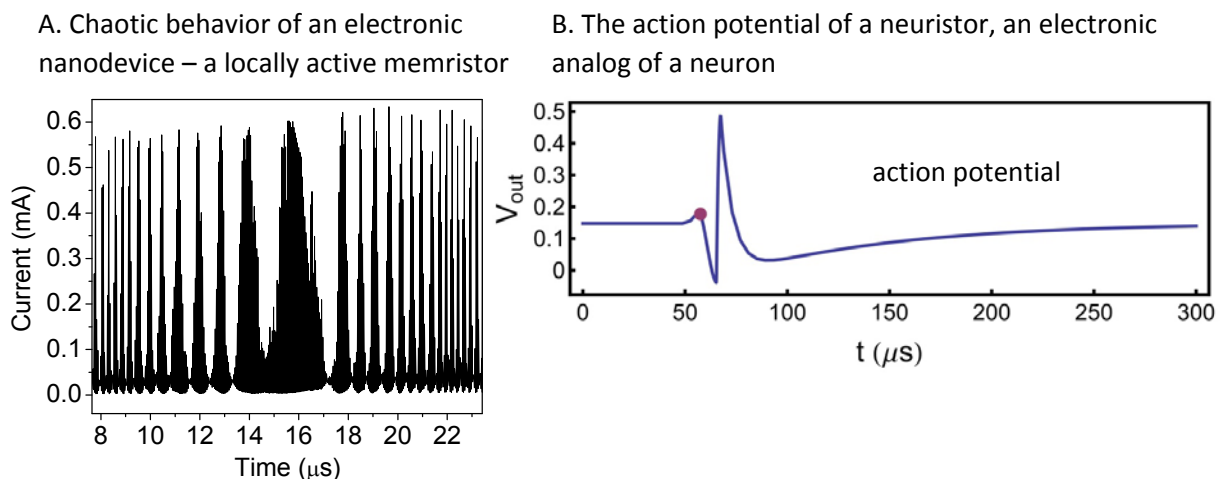 A. Chaotic behavior of an electronic
nanodevice – a locally active memristor
B. The action potential of a neuristor, an electronic
analog of a neuron
0.6
0.5
0.4
0.3
0.2
0.1
0.0
Current (mA)
8 10 12 14 16 18 20 22
Time (μs)
0.5
0.4
0.3
0.2
0.1
0
Vout
action potential
0 50 100 150 200 250 300
t (μs)